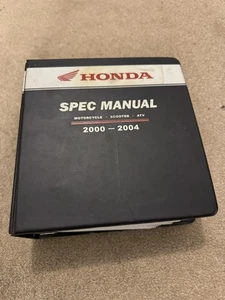 HONDA
SPEC MANUAL
MOTORCYCLE · SCOOTER · ATV
2000 – 2004